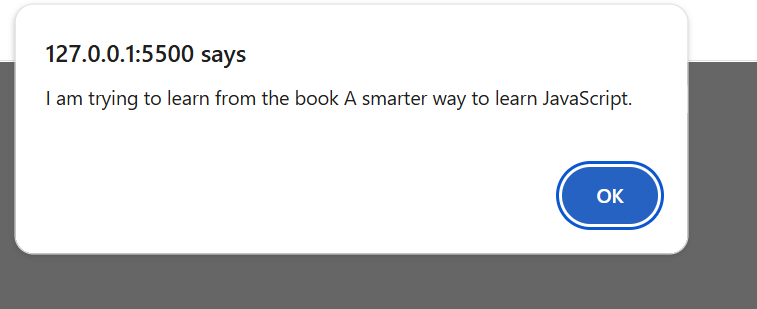 127.0.0.1:5500 says
I am trying to learn from the book A smarter way to learn JavaScript.
OK